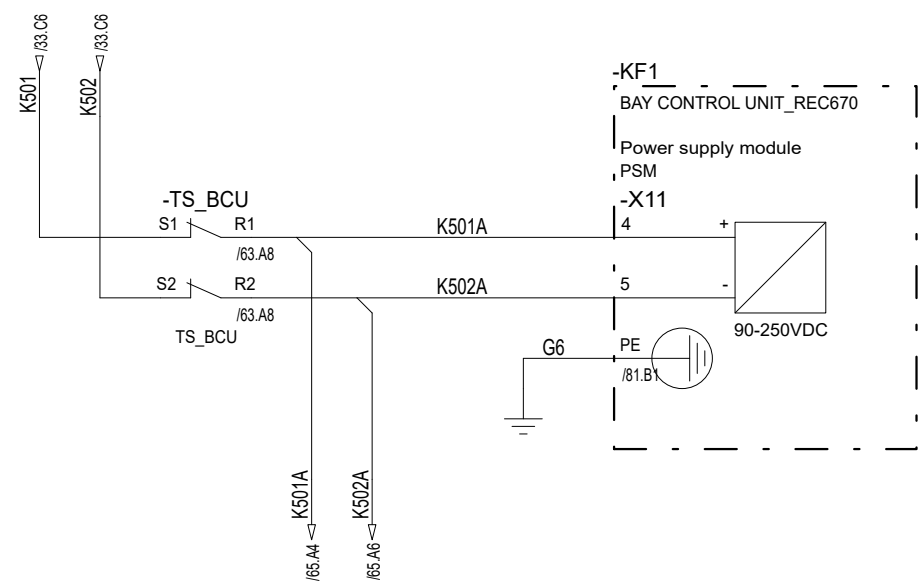 /33.C6
/33.C6
K501
K502
-KF1
BAY CONTROL UNIT_REC670
Power supply module
PSM
-TS_BCU
-X11
S1
R1
K501A
4
+
/63.A8
S2
R2
K502A
5
-
/63.A8
TS_BCU
90-250VDC
G6
PE
/81.B1
K501A
K502A
/65.A4
/65.A6